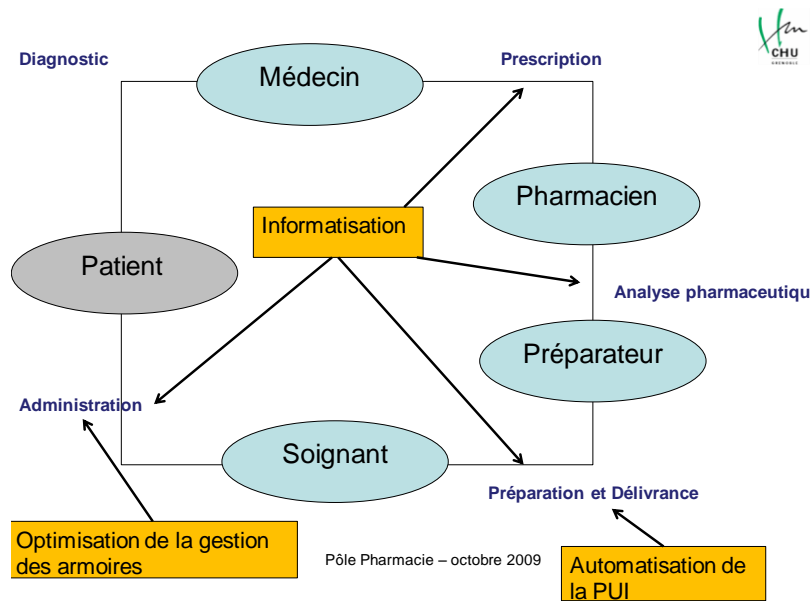 CHU
GRENOBLE
Diagnostic
Médecin
Prescription
Pharmacien
Informatisation
Patient
Analyse pharmaceutiqu
Préparateur
Administration
Soignant
Préparation et Délivrance
Optimisation de la gestion
des armoires
Pôle Pharmacie – octobre 2009
Automatisation de
la PUI